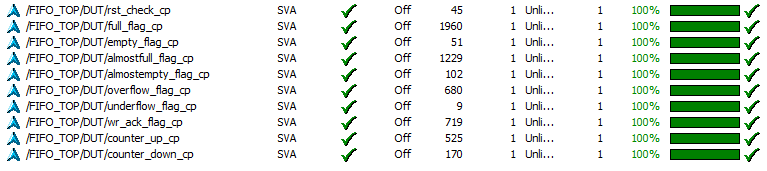 /FIFO_TOP/DUT/rst_check_cp SVA Off 45 1 Unli... 1 100%
/FIFO_TOP/DUT/full_flag_cp SVA Off 1960 1 Unli... 1 100%
/FIFO_TOP/DUT/empty_flag_cp SVA Off 51 1 Unli... 1 100%
/FIFO_TOP/DUT/almostfull_flag_cp SVA Off 1229 1 Unli... 1 100%
/FIFO_TOP/DUT/almostempty_flag_cp SVA Off 102 1 Unli... 1 100%
/FIFO_TOP/DUT/overflow_flag_cp SVA Off 680 1 Unli... 1 100%
/FIFO_TOP/DUT/underflow_flag_cp SVA Off 9 1 Unli... 1 100%
/FIFO_TOP/DUT/wr_ack_flag_cp SVA Off 719 1 Unli... 1 100%
/FIFO_TOP/DUT/counter_up_cp SVA Off 525 1 Unli... 1 100%
/FIFO_TOP/DUT/counter_down_cp SVA Off 170 1 Unli... 1 100%